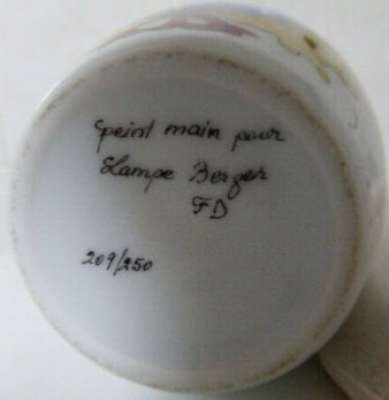 peint main pour
Lampe Berger
FD
209/250